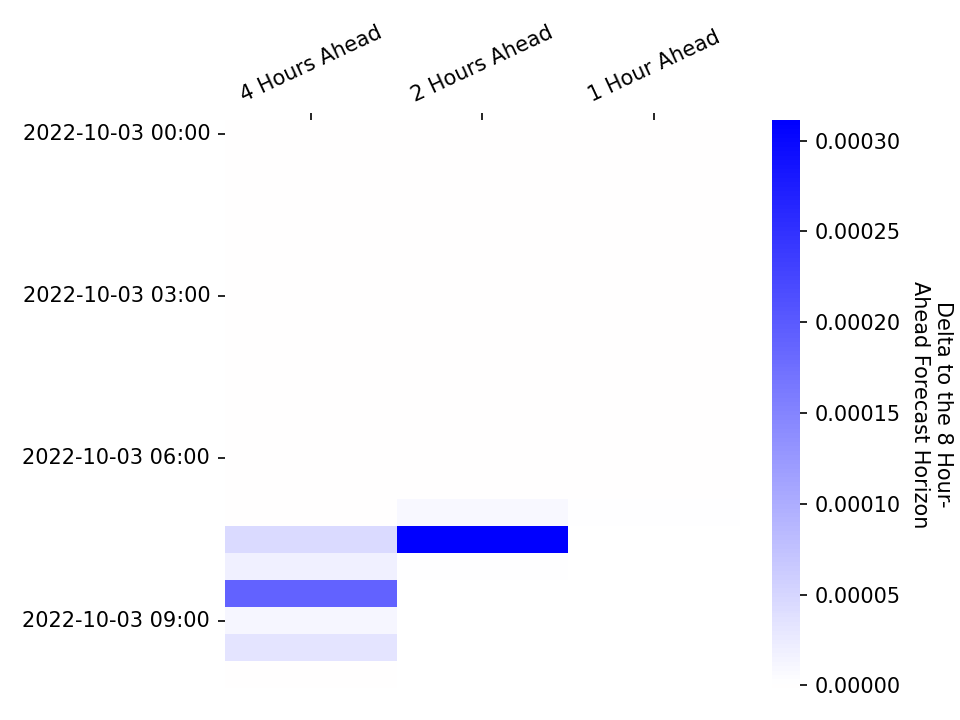 4 Hours Ahead
2 Hours Ahead
1 Hour Ahead
2022-10-03 00:00
2022-10-03 03:00
2022-10-03 06:00
2022-10-03 09:00
0.00030
0.00025
0.00020
0.00015
0.00010
0.00005
0.00000
Delta to the 8 Hour-
Ahead Forecast Horizon